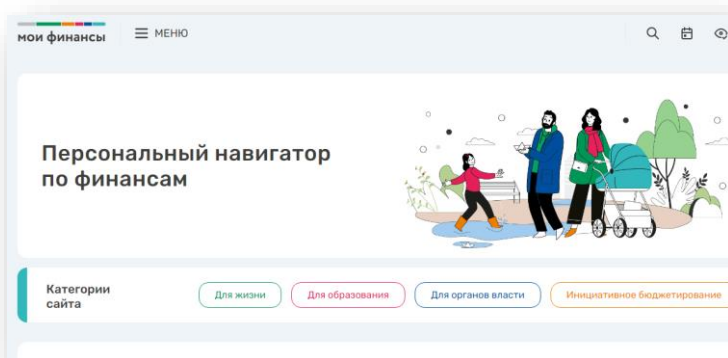 мои финансы
МЕНЮ
Персональный навигатор
по финансам
Категории
сайта
Для жизни
Для образования
Для органов власти
Инициативное бюджетирование